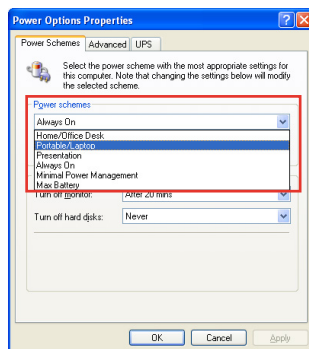 Power Options Properties
Power Schemes
Advanced
UPS
Select the power scheme with the most appropriate settings for
this computer. Note that changing the settings below will modify
the selected scheme.
Power schemes
Always On
Home/Office Desk
Portable/Laptop
Presentation
Always On
Minimal Power Management
Max Battery
Turn off monitor:
After 20 mins
Turn off hard disks:
Never
OK
Cancel
Apply